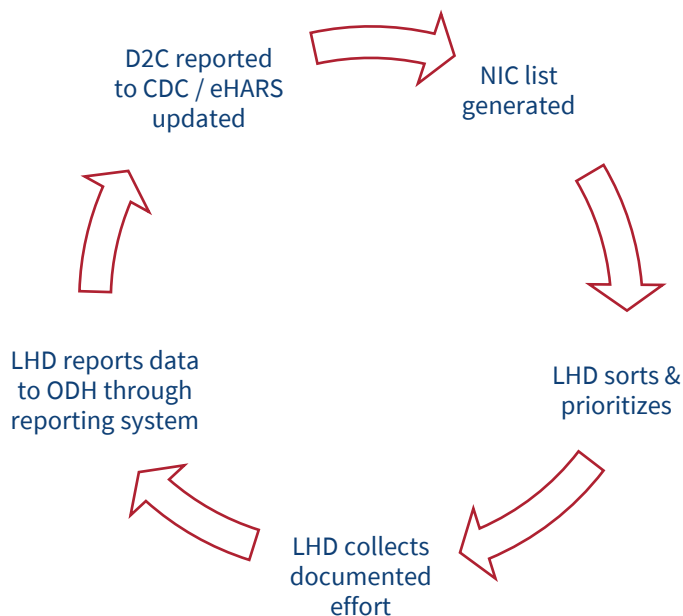 D2C reported
to CDC / eHARS
updated
NIC list
generated
LHD sorts &
prioritizes
LHD collects
documented
effort
LHD reports data
to ODH through
reporting system